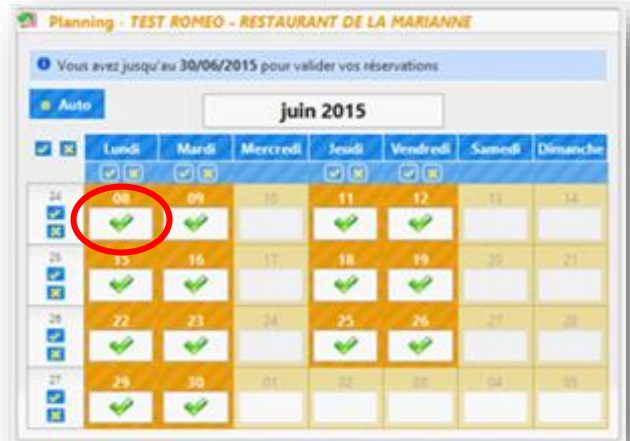 Planning - TEST ROMEO - RESTAURANT DE LA MARIANNE
Vous avez jusqu'au 30/06/2015 pour valider vos réservations
Auto
juin 2015
Lundi Mardi Mercredi Jeudi Vendredi Samedi Dimanche
24 08 09 10 11 12 13 14
25 15 16 17 18 19 20 21
26 22 23 24 25 26 27 28
27 29 30 01 02 03 04 05